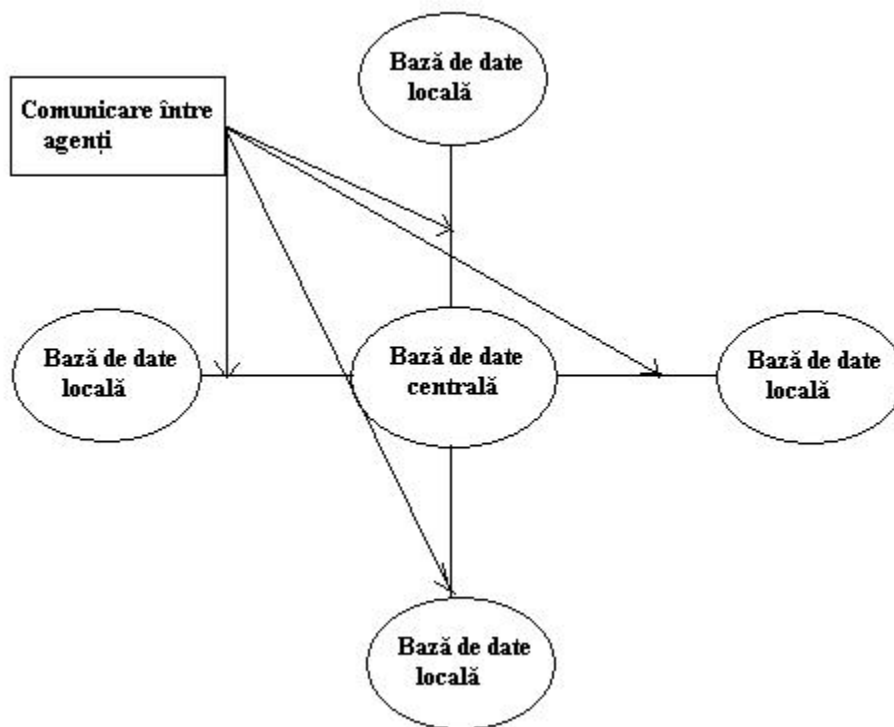 Bază de date
locală
Comunicare între
agenți
Bază de date
locală
Bază de date
centrală
Bază de date
locală
Bază de date
locală